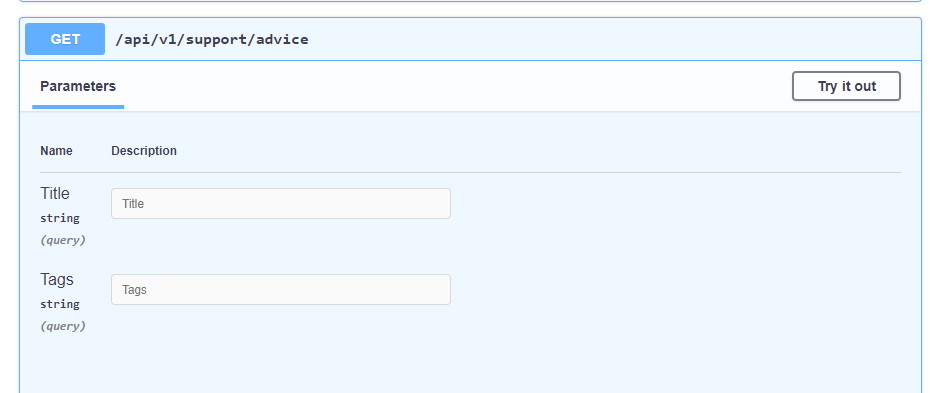 GET /api/v1/support/advice
Parameters Try it out
Name Description
Title Title
string
(query)
Tags Tags
string
(query)